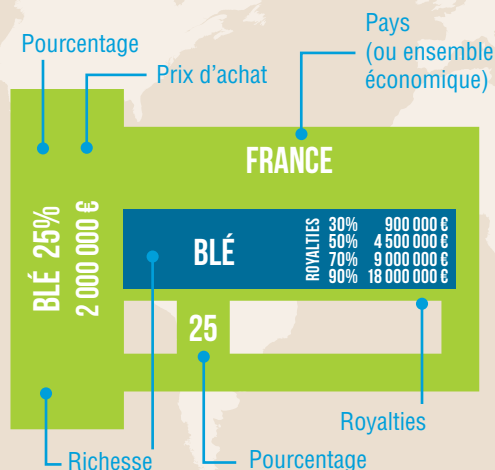 Pourcentage
Prix d’achat
Pays
(ou ensemble
économique)
BLÉ 25%
2 000 000 €
FRANCE
BLÉ
ROYALTIES
30% 900 000 €
50% 4 500 000 €
70% 9 000 000 €
90% 18 000 000 €
25
Royalties
Richesse
Pourcentage